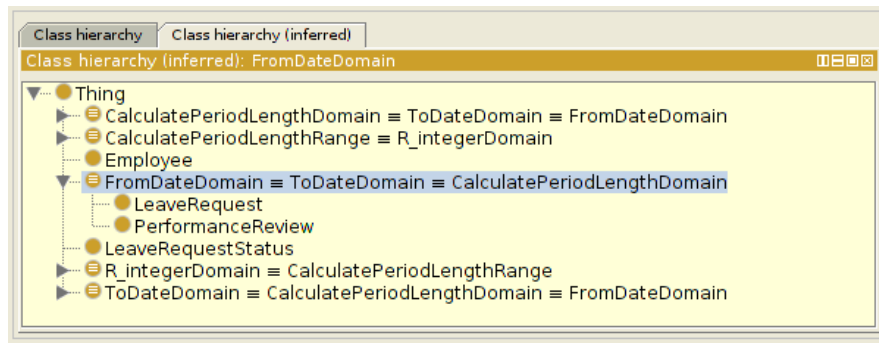 Class hierarchy Class hierarchy (inferred)
Class hierarchy (inferred): FromDateDomain
Thing
CalculatePeriodLengthDomain ≡ ToDateDomain ≡ FromDateDomain
CalculatePeriodLengthRange ≡ R_integerDomain
Employee
FromDateDomain ≡ ToDateDomain ≡ CalculatePeriodLengthDomain
LeaveRequest
PerformanceReview
LeaveRequestStatus
R_integerDomain ≡ CalculatePeriodLengthRange
ToDateDomain ≡ CalculatePeriodLengthDomain ≡ FromDateDomain